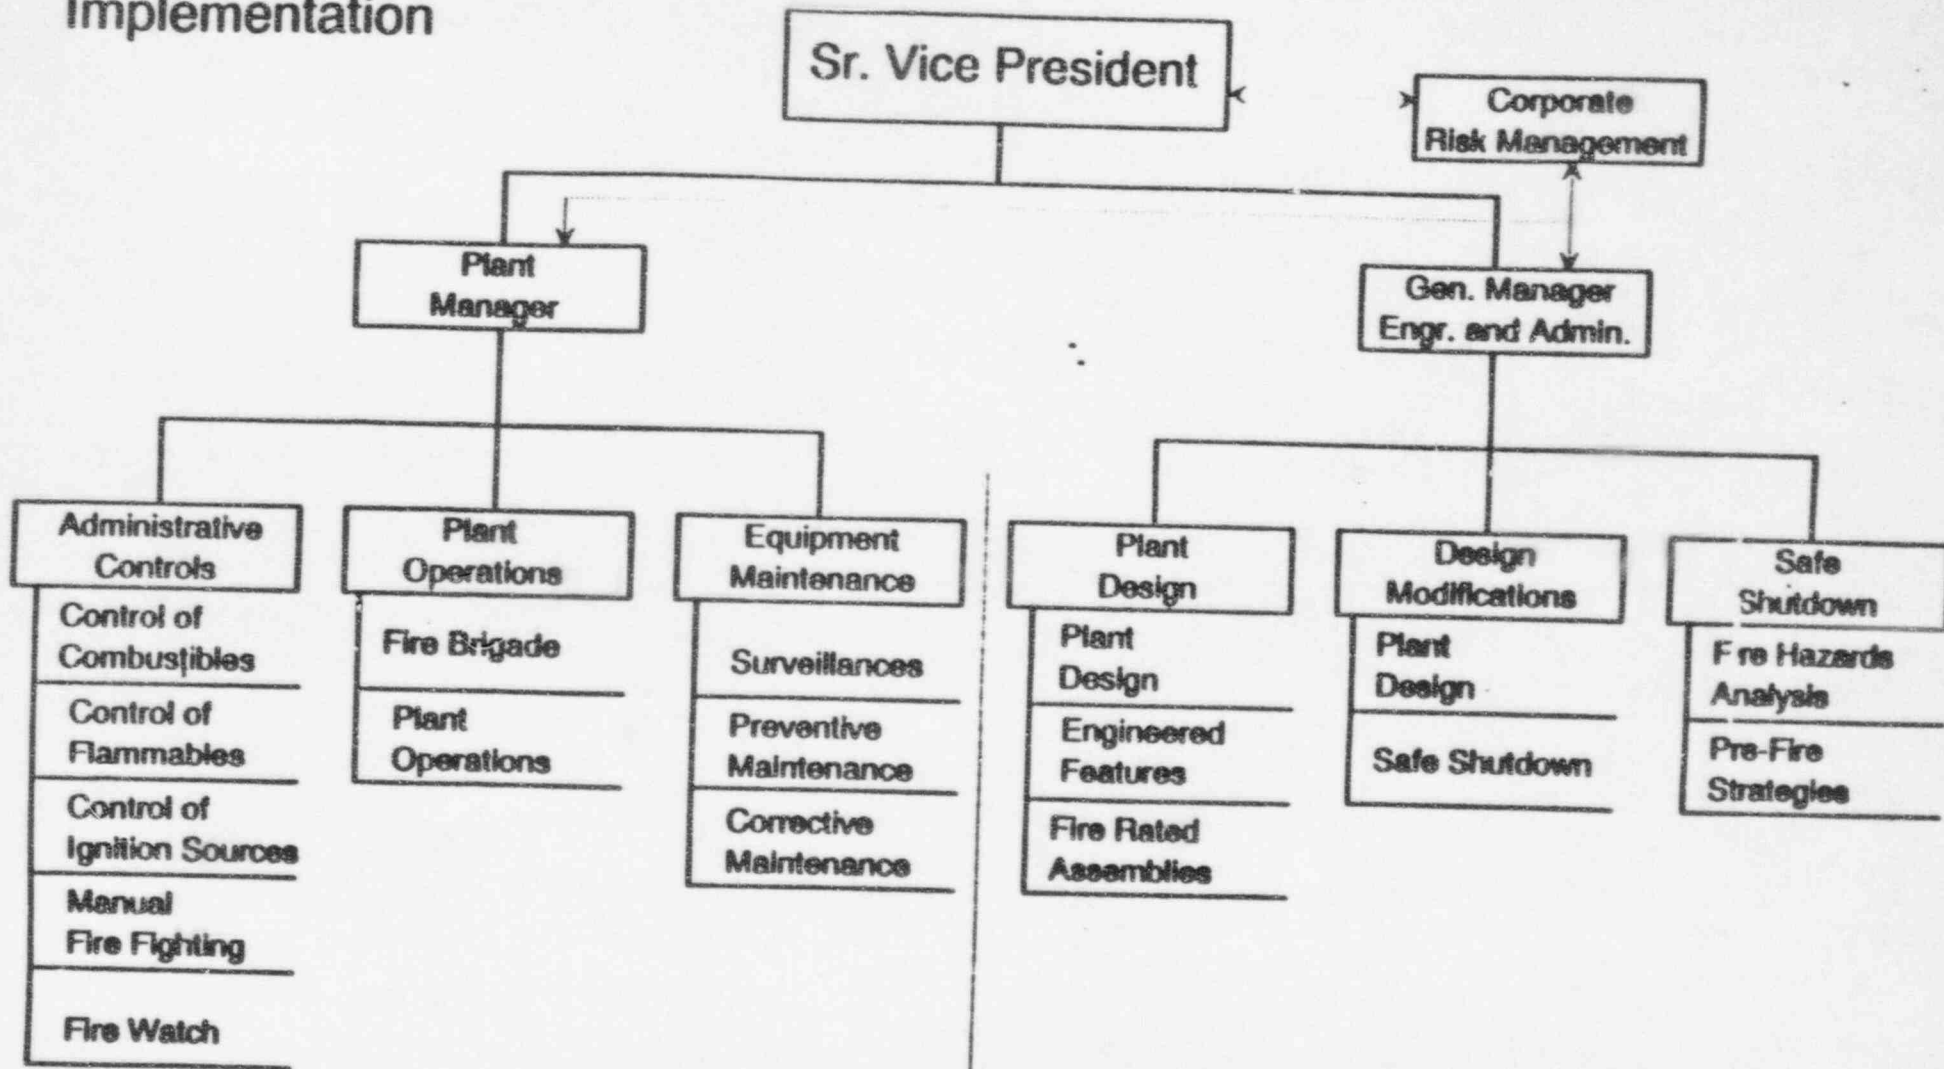 Implementation
Sr. Vice President
Corporate
Risk Management
Plant
Manager
Gen. Manager
Engr. and Admin.
Administrative
Controls
Control of
Combustibles
Control of
Flammables
Control of
Ignition Sources
Manual
Fire Fighting
Fire Watch
Plant
Operations
Fire Brigade
Plant
Operations
Equipment
Maintenance
Surveillances
Preventive
Maintenance
Corrective
Maintenance
Plant
Design
Plant
Design
Engineered
Features
Fire Rated
Assemblies
Design
Modifications
Plant
Design
Safe Shutdown
Safe
Shutdown
Fire Hazards
Analysis
Pre-Fire
Strategies